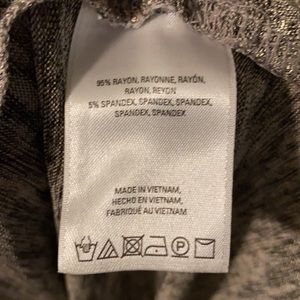 95% RAYON, RAYONNE, RAYÓN,
RAYON, REYON
5% SPANDEX, SPANDEX, SPANDEX,
SPANDEX, SPANDEX
MADE IN VIETNAM,
HECHO EN VIETNAM,
FABRIQUÉ AU VIETNAM
P